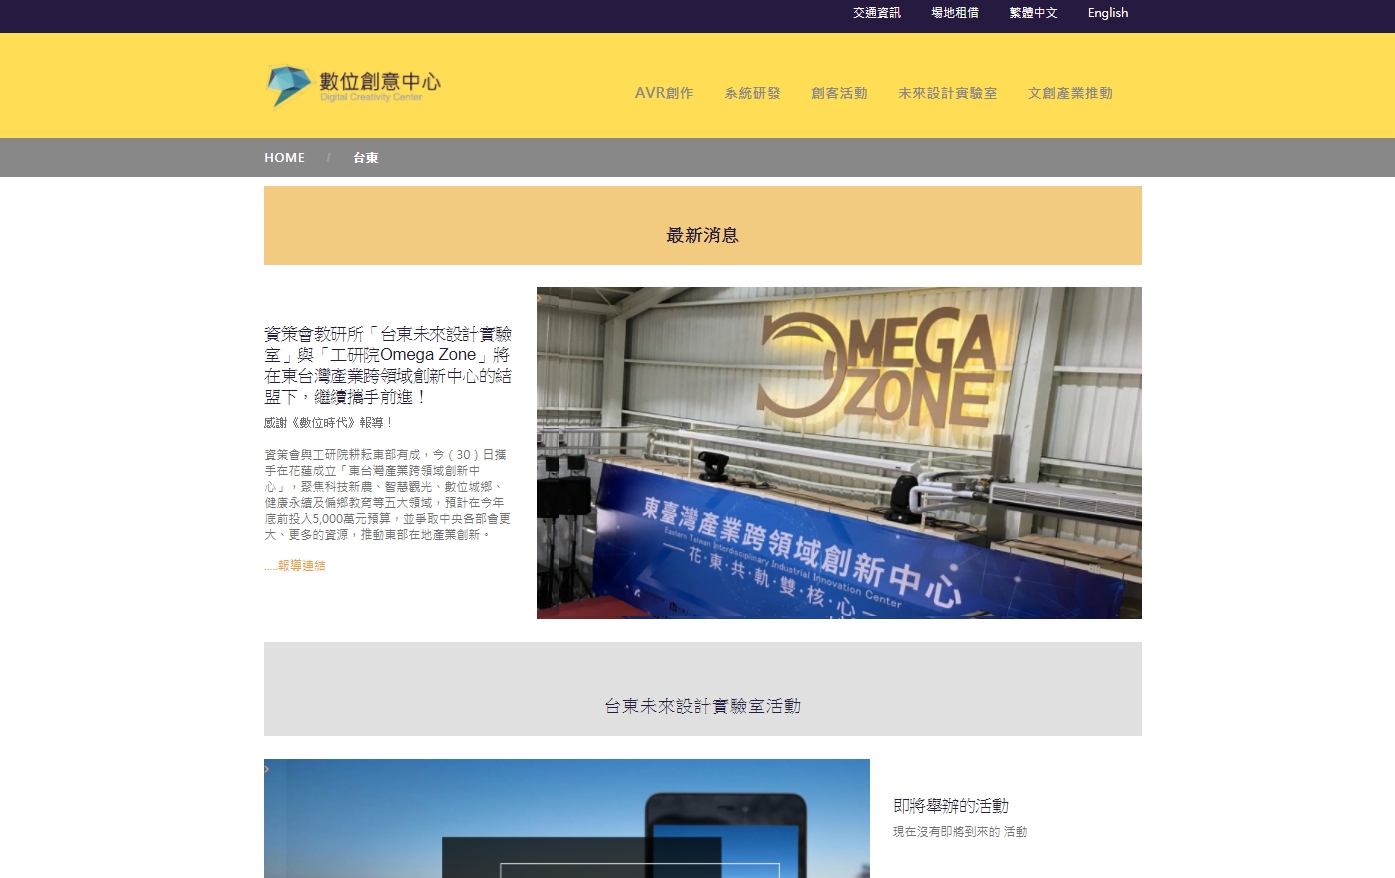 交通資訊 場地租借 繁體中文 English
數位創意中心
Digital Creativity Center
AVR創作 系統研發 創客活動 未來設計實驗室 文創產業推動
HOME / 台東
最新消息
資策會教研所「台東未來設計實驗
室」與「工研院Omega Zone」將
在東台灣產業跨領域創新中心的結
盟下，繼續攜手前進！
感謝《數位時代》報導！
資策會與工研院耕耘東部有成，今（30）日攜
手在花蓮成立「東台灣產業跨領域創新中
心」，聚焦科技新農、智慧觀光、數位城鄉、
健康永續及偏鄉教育等五大領域，預計在今年
底前投入5,000萬元預算，並爭取中央各部會更
大、更多的資源，推動東部在地產業創新。
.....報導連結
OMEGA
ZONE
東臺灣產業跨領域創新中心
Eastern Taiwan Interdisciplinary Industrial Innovation Center
—花·東·共·軌·雙·核·心—
台東未來設計實驗室活動
即將舉辦的活動
現在沒有即將到來的 活動